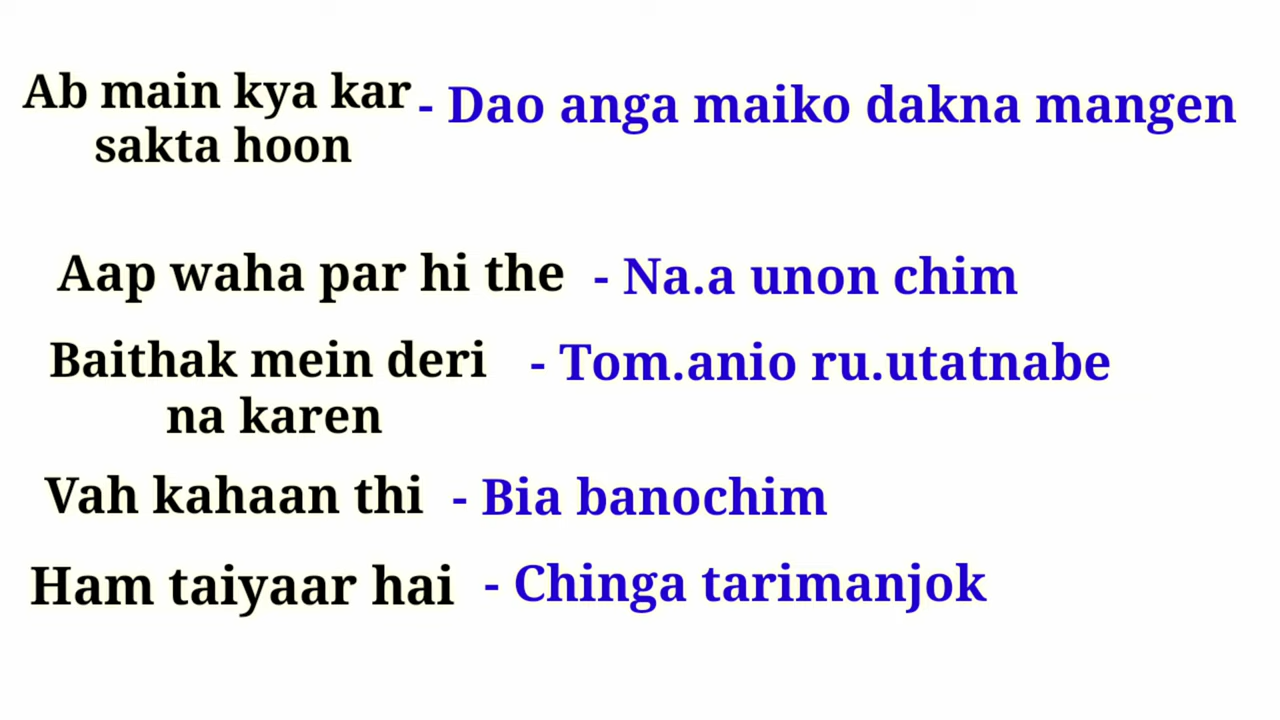 Ab main kya kar - Dao anga maiko dakna mangen
sakta hoon
Aap waha par hi the - Na.a unon chim
Baithak mein deri - Tom.anio ru.utatnabe
na karen
Vah kahaan thi - Bia banochim
Ham taiyaar hai - Chinga tarimanjok